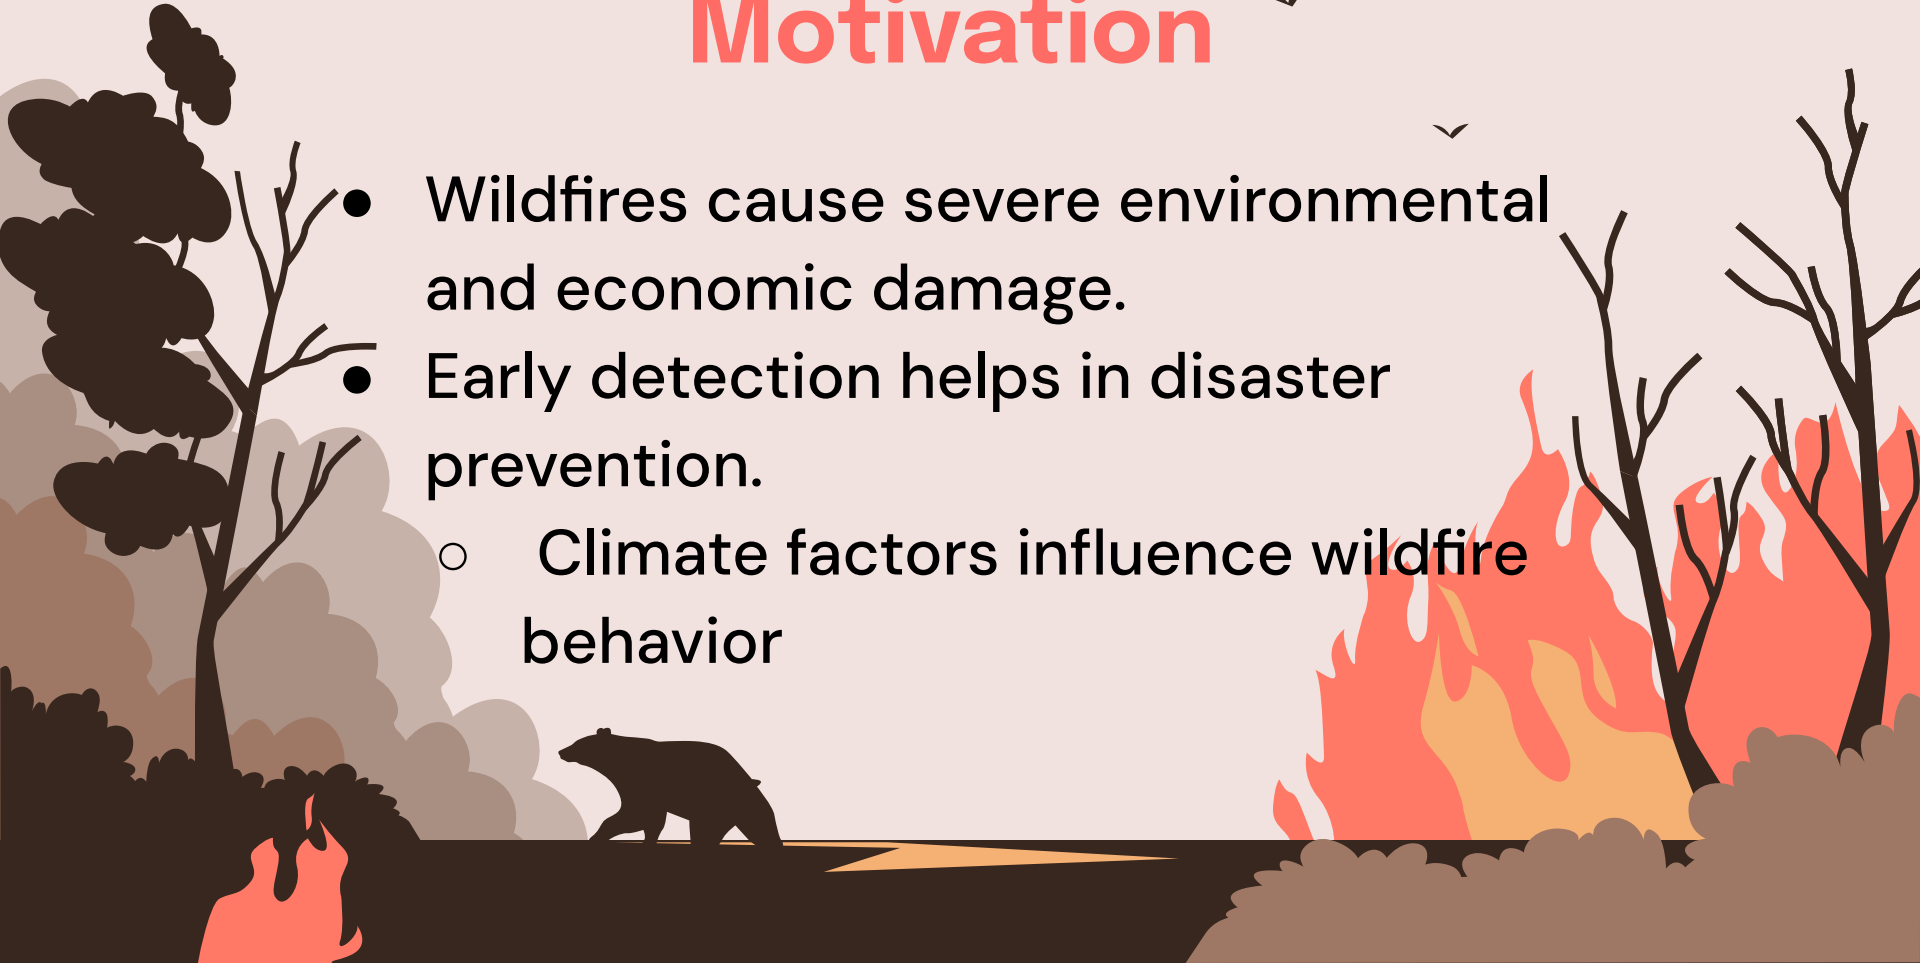 Motivation
● Wildfires cause severe environmental
and economic damage.
● Early detection helps in disaster
prevention.
○ Climate factors influence wildfire
behavior